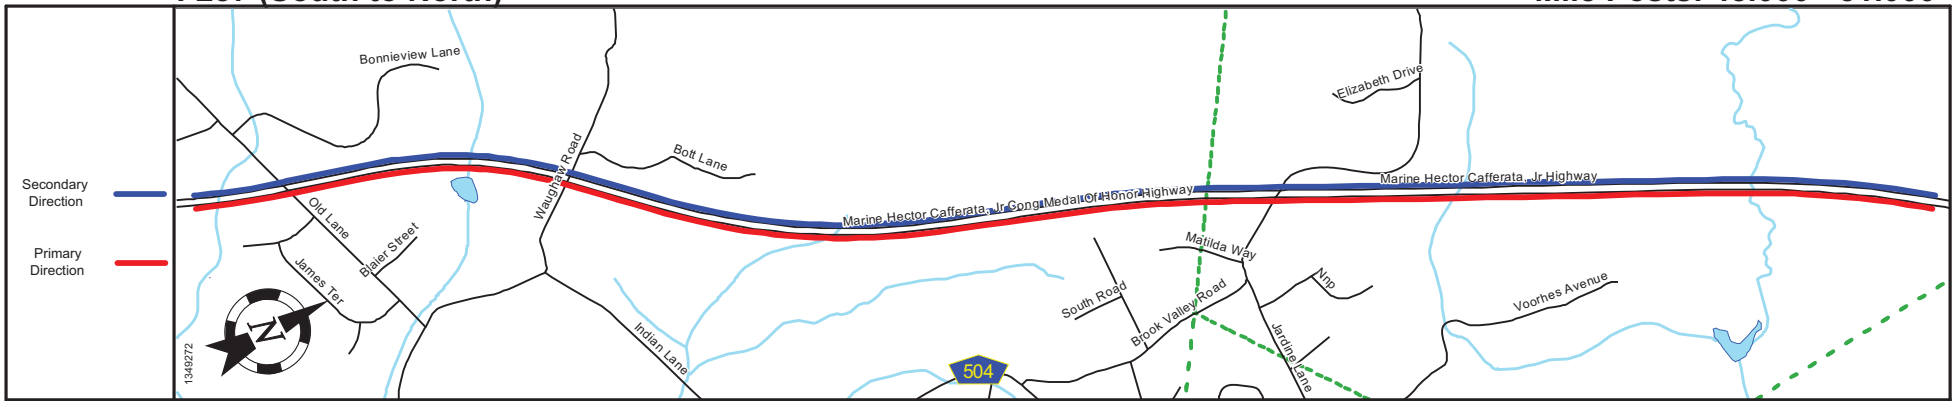 Bonnieview Lane
Elizabeth Drive
Waughaw Road
Bott Lane
Secondary
Direction
Marine Hector Cafferata, Jr Highway
Marine Hector Cafferata, Jr Cong Medal Of Honor Highway
Old Lane
Blaier Street
Matilda Way
Primary
Direction
James Ter
South Road
Brook Valley Road
Nnp
Voorhes Avenue
N
1349272
Indian Lane
Jardine Lane
504